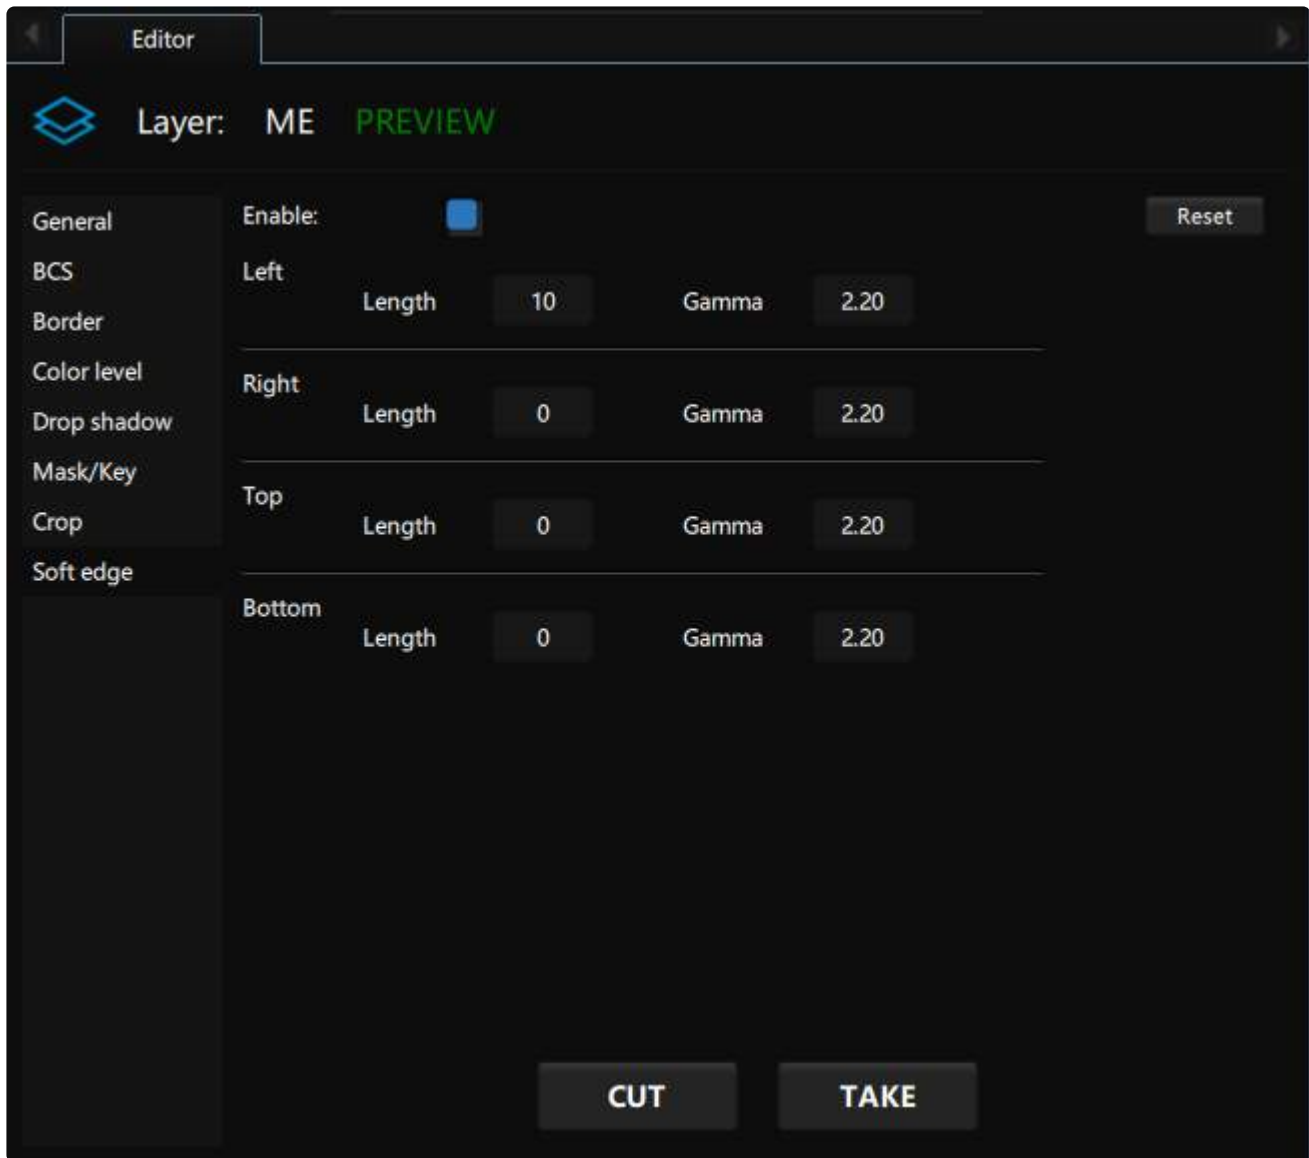 Editor
Layer: ME PREVIEW
General
BCS
Border
Color level
Drop shadow
Mask/Key
Crop
Soft edge
Enable:
Reset
Left
Length 10 Gamma 2.20
Right
Length 0 Gamma 2.20
Top
Length 0 Gamma 2.20
Bottom
Length 0 Gamma 2.20
CUT TAKE